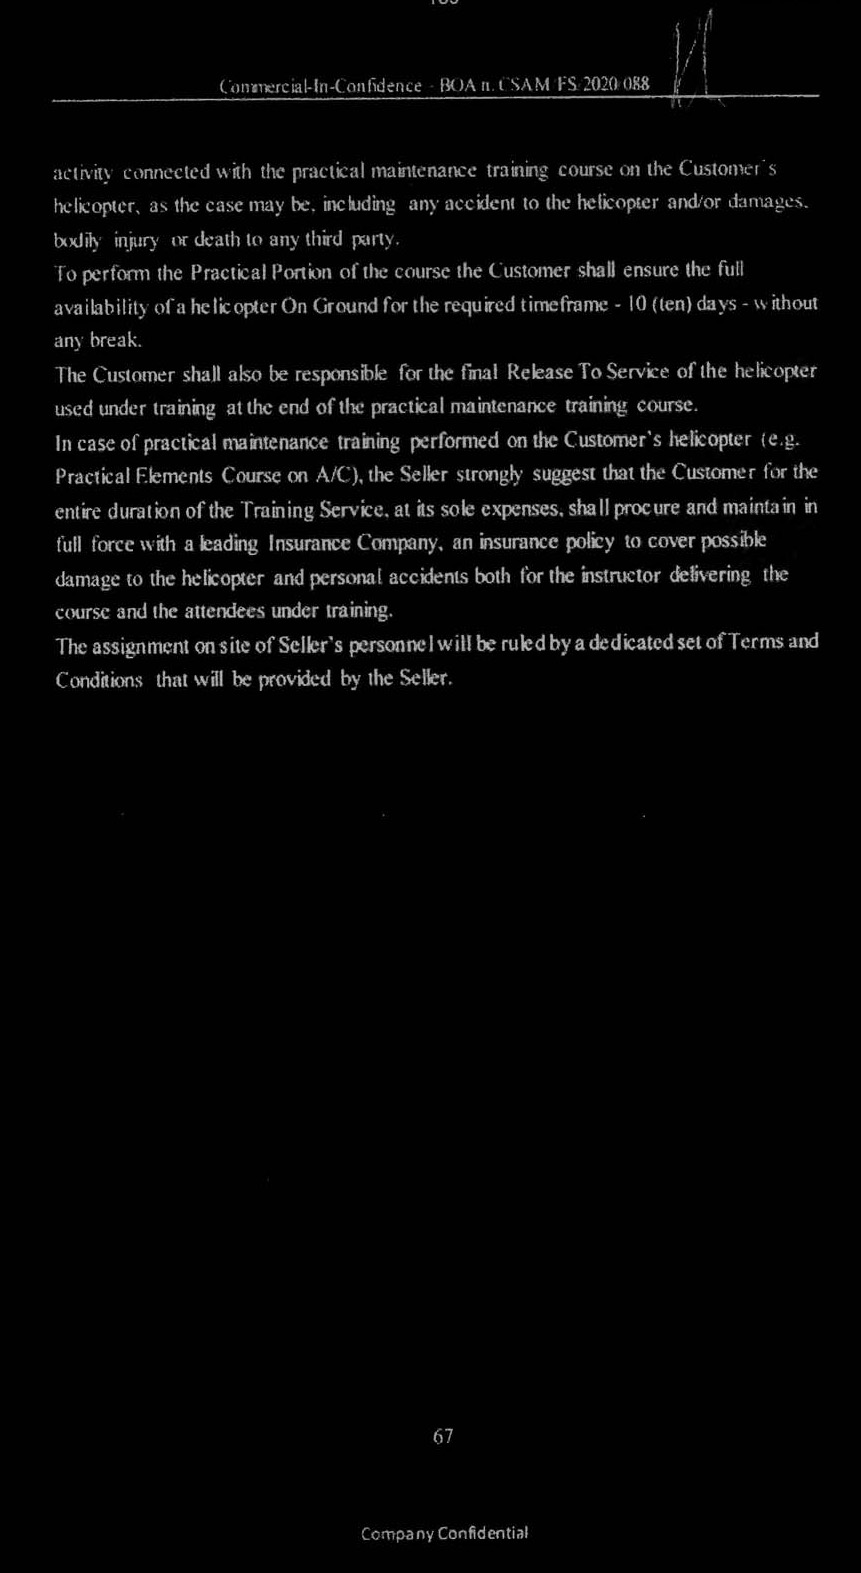 Commercial-In-Confidence - BOA n. CSAM/FS/2020/088
activity connected with the practical maintenance training course on the Customer's
helicopter, as the case may be, including any accident to the helicopter and/or damages,
bodily injury or death to any third party.
To perform the Practical Portion of the course the Customer shall ensure the full
availability of a helicopter On Ground for the required timeframe - 10 (ten) days - without
any break.
The Customer shall also be responsible for the final Release To Service of the helicopter
used under training at the end of the practical maintenance training course.
In case of practical maintenance training performed on the Customer's helicopter (e.g.
Practical Elements Course on A/C), the Seller strongly suggest that the Customer for the
entire duration of the Training Service, at its sole expenses, shall procure and maintain in
full force with a leading Insurance Company, an insurance policy to cover possible
damage to the helicopter and personal accidents both for the instructor delivering the
course and the attendees under training.
The assignment on site of Seller's personnel will be ruled by a dedicated set of Terms and
Conditions that will be provided by the Seller.
67
Company Confidential